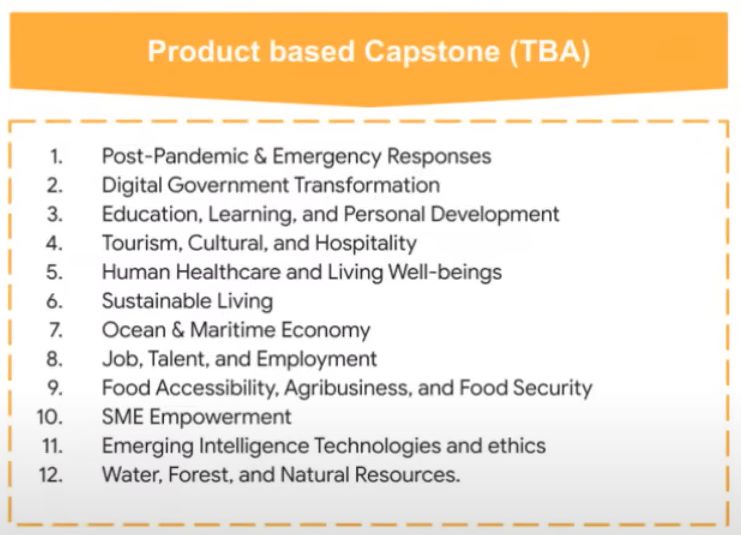 Product based Capstone (TBA)
1. Post-Pandemic & Emergency Responses
2. Digital Government Transformation
3. Education, Learning, and Personal Development
4. Tourism, Cultural, and Hospitality
5. Human Healthcare and Living Well-beings
6. Sustainable Living
7. Ocean & Maritime Economy
8. Job, Talent, and Employment
9. Food Accessibility, Agribusiness, and Food Security
10. SME Empowerment
11. Emerging Intelligence Technologies and ethics
12. Water, Forest, and Natural Resources.